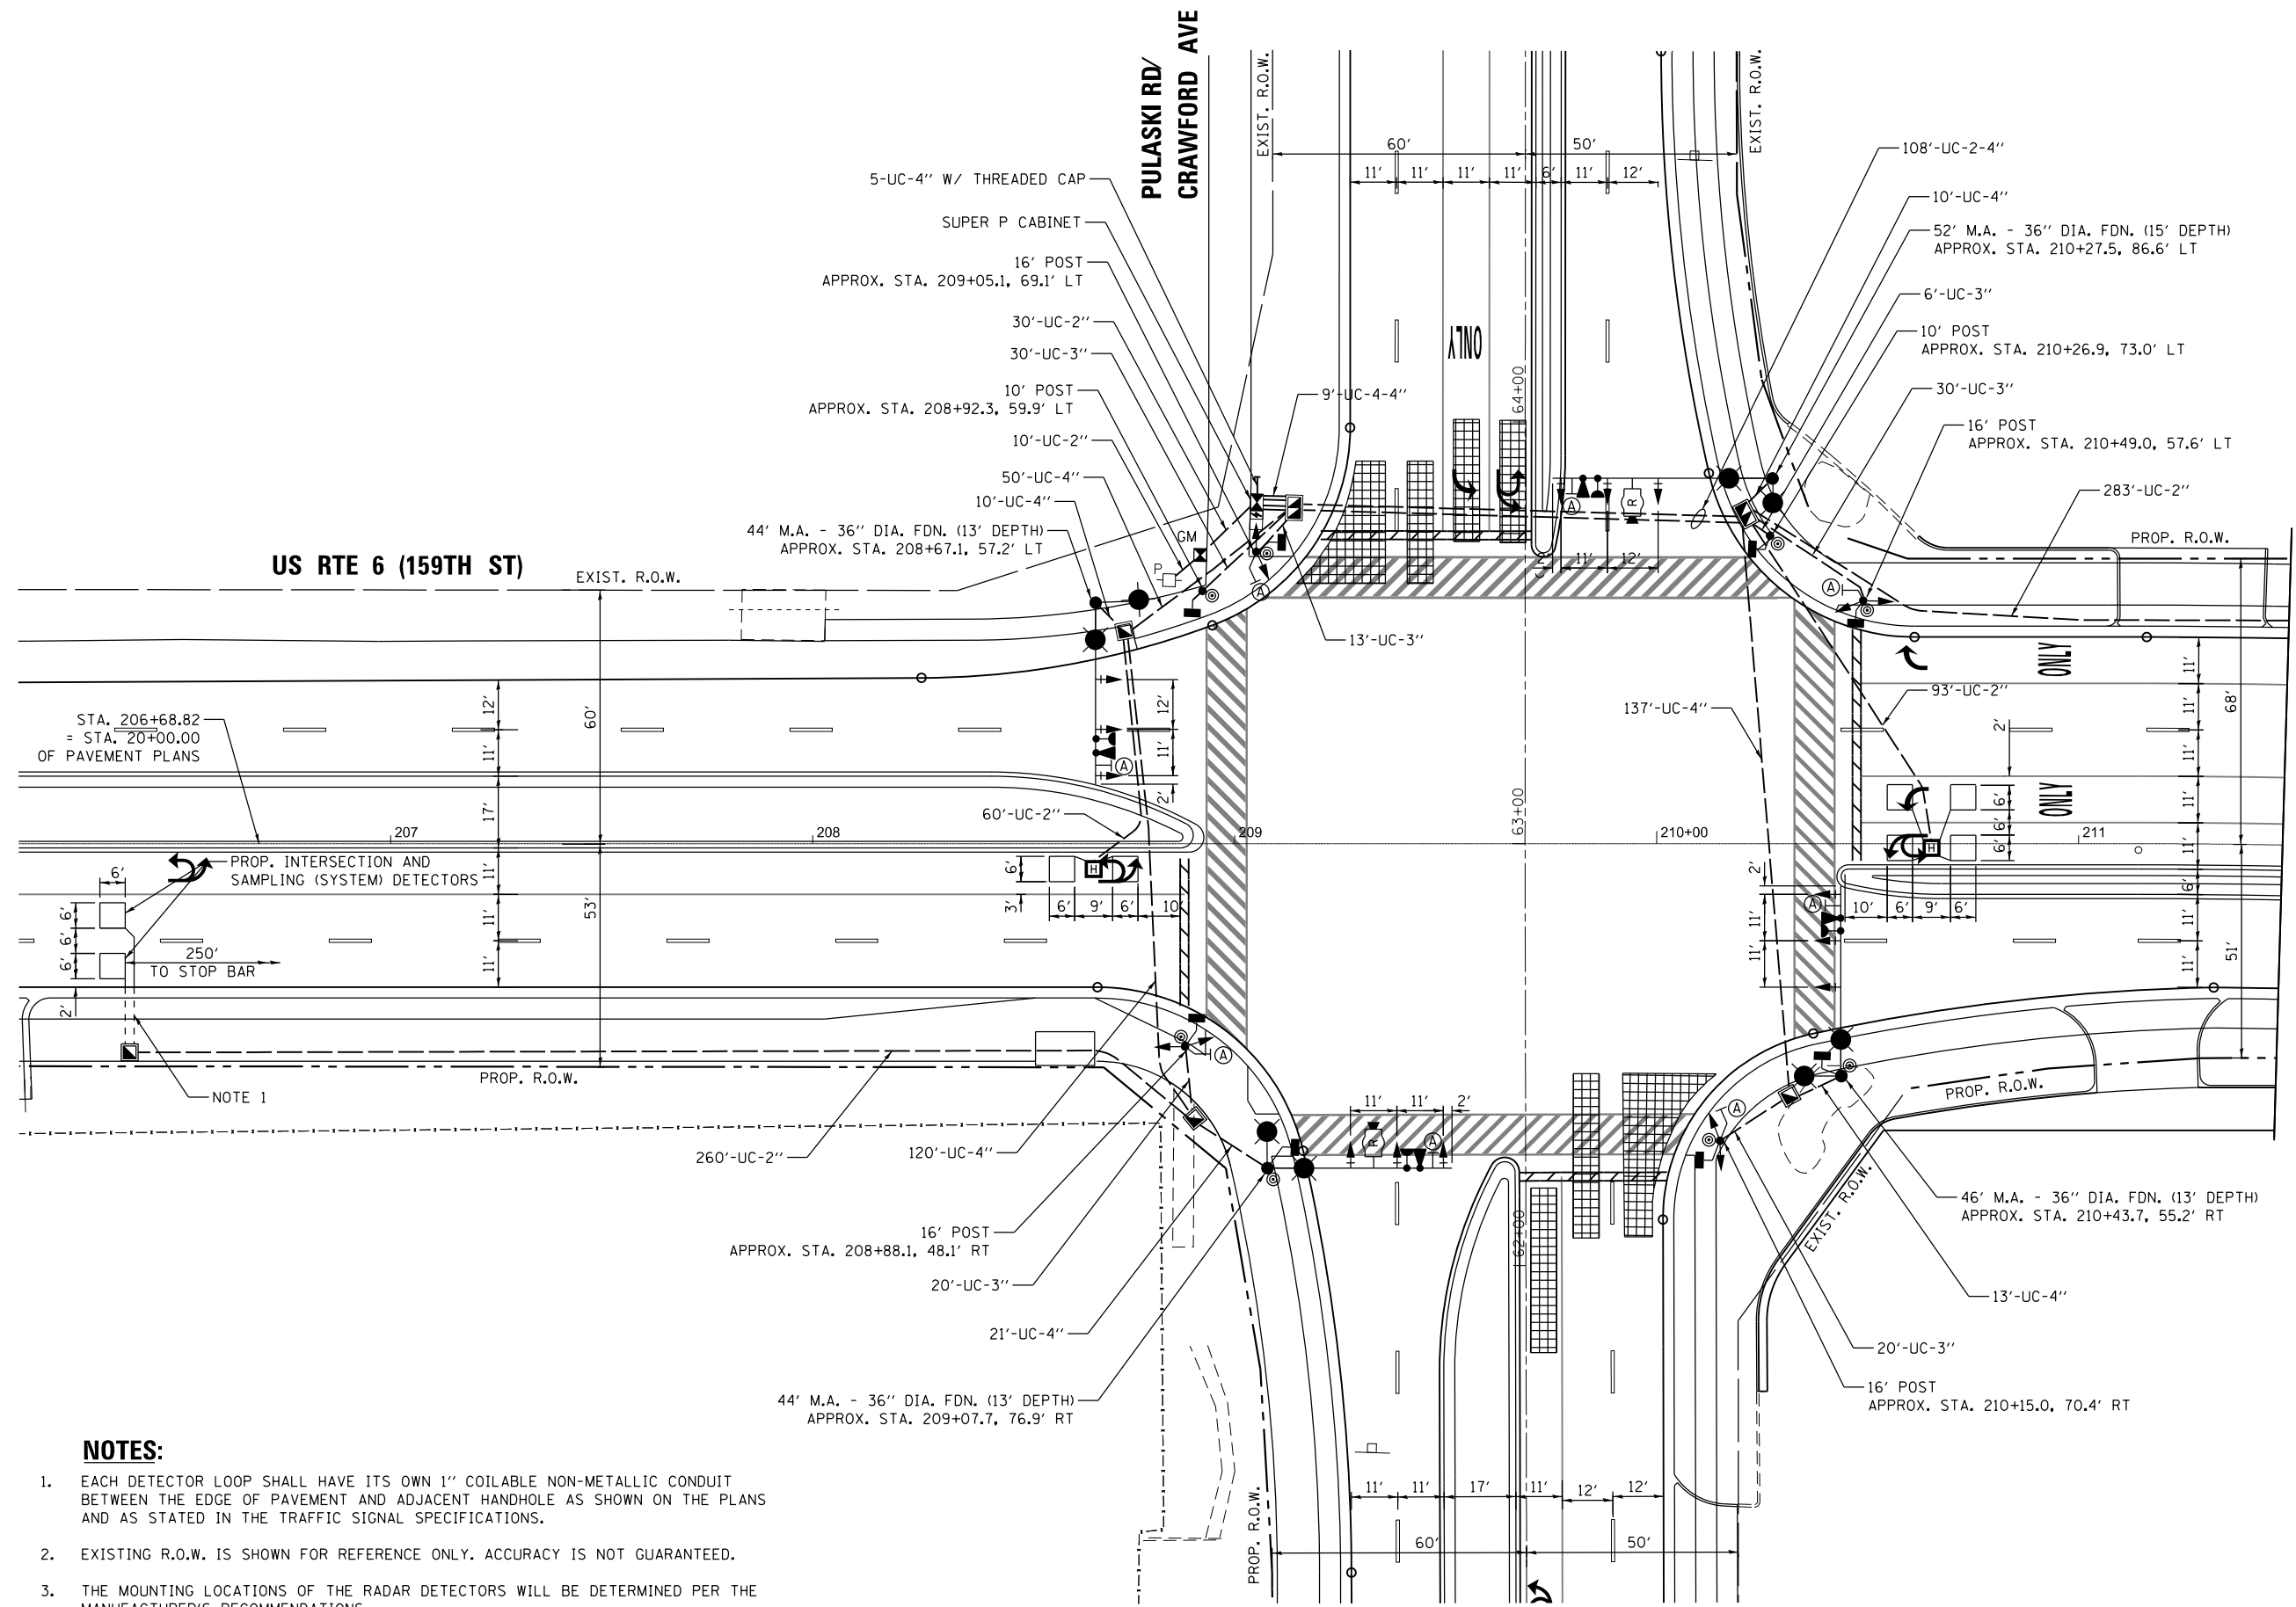 PULASKI RD/
CRAWFORD AVE
EXIST. R.O.W.
EXIST. R.O.W.
60'
50'
11'
11'
11'
11'
6'
11'
12'
108'-UC-2-4''
10'-UC-4''
52' M.A. - 36'' DIA. FDN. (15' DEPTH)
APPROX. STA. 210+27.5, 86.6' LT
6'-UC-3''
10' POST
APPROX. STA. 210+26.9, 73.0' LT
30'-UC-3''
16' POST
APPROX. STA. 210+49.0, 57.6' LT
283'-UC-2''
5-UC-4'' W/ THREADED CAP
SUPER P CABINET
16' POST
APPROX. STA. 209+05.1, 69.1' LT
30'-UC-2''
30'-UC-3''
10' POST
APPROX. STA. 208+92.3, 59.9' LT
10'-UC-2''
50'-UC-4''
10'-UC-4''
44' M.A. - 36'' DIA. FDN. (13' DEPTH)
APPROX. STA. 208+67.1, 57.2' LT
9'-UC-4-4''
ONLY
64+00
GM
P
A
A
R
2'
11'
12'
A
13'-UC-3''
US RTE 6 (159TH ST)
EXIST. R.O.W.
PROP. R.O.W.
STA. 206+68.82
= STA. 20+00.00
OF PAVEMENT PLANS
12'
11'
17'
11'
11'
11'
60'
53'
12'
11'
2'
A
60'-UC-2''
207
208
209
63+00
210+00
211
137'-UC-4''
93'-UC-2''
ONLY
ONLY
2'
11'
11'
11'
11'
11'
6'
11'
11'
68'
51'
6'
6'
6'
H
10'
6'
9'
6'
2'
11'
11'
A
PROP. INTERSECTION AND
SAMPLING (SYSTEM) DETECTORS
6'
6'
6'
6'
2'
250'
TO STOP BAR
H
6'
3'
6'
9'
6'
10'
PROP. R.O.W.
NOTE 1
A
260'-UC-2''
120'-UC-4''
16' POST
APPROX. STA. 208+88.1, 48.1' RT
20'-UC-3''
21'-UC-4''
44' M.A. - 36'' DIA. FDN. (13' DEPTH)
APPROX. STA. 209+07.7, 76.9' RT
11'
11'
2'
R
A
A
62+00
PROP. R.O.W.
EXIST. R.O.W.
46' M.A. - 36'' DIA. FDN. (13' DEPTH)
APPROX. STA. 210+43.7, 55.2' RT
13'-UC-4''
20'-UC-3''
16' POST
APPROX. STA. 210+15.0, 70.4' RT
PROP. R.O.W.
11'
11'
17'
11'
12'
12'
60'
50'
NOTES:
1. EACH DETECTOR LOOP SHALL HAVE ITS OWN 1'' COILABLE NON-METALLIC CONDUIT
BETWEEN THE EDGE OF PAVEMENT AND ADJACENT HANDHOLE AS SHOWN ON THE PLANS
AND AS STATED IN THE TRAFFIC SIGNAL SPECIFICATIONS.
2. EXISTING R.O.W. IS SHOWN FOR REFERENCE ONLY. ACCURACY IS NOT GUARANTEED.
3. THE MOUNTING LOCATIONS OF THE RADAR DETECTORS WILL BE DETERMINED PER THE
MANUFACTURER'S RECOMMENDATIONS